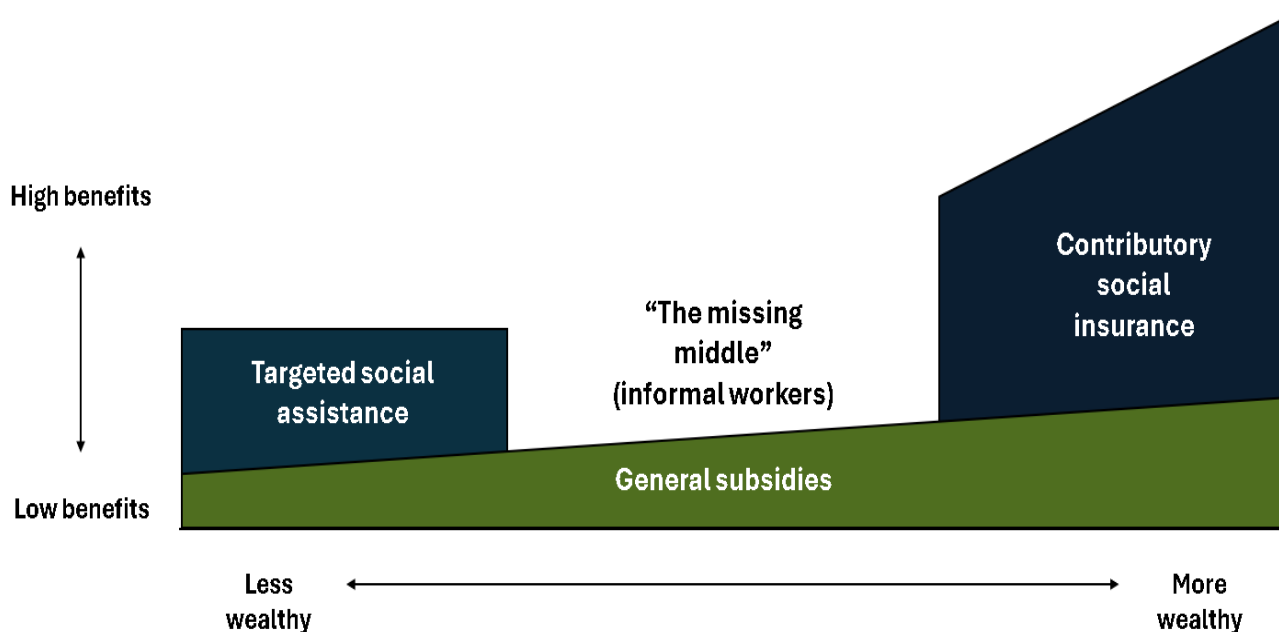 High benefits
Low benefits
Targeted social
assistance
“The missing
middle”
(informal workers)
Contributory
social
insurance
General subsidies
Less
wealthy
More
wealthy